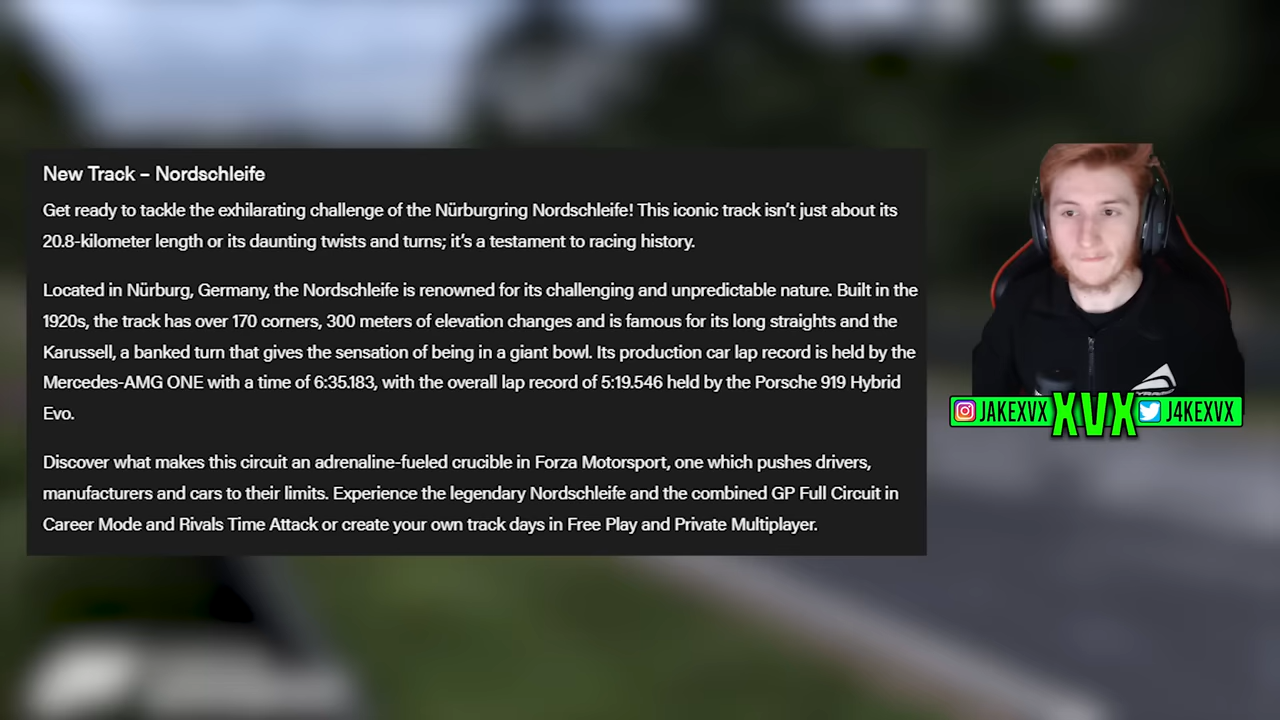 New Track – Nordschleife
Get ready to tackle the exhilarating challenge of the Nürburgring Nordschleife! This iconic track isn't just about its
20.8-kilometer length or its daunting twists and turns; it's a testament to racing history.
Located in Nürburg, Germany, the Nordschleife is renowned for its challenging and unpredictable nature. Built in the
1920s, the track has over 170 corners, 300 meters of elevation changes and is famous for its long straights and the
Karussell, a banked turn that gives the sensation of being in a giant bowl. Its production car lap record is held by the
Mercedes-AMG ONE with a time of 6:35.183, with the overall lap record of 5:19.546 held by the Porsche 919 Hybrid
Evo.
Discover what makes this circuit an adrenaline-fueled crucible in Forza Motorsport, one which pushes drivers,
manufacturers and cars to their limits. Experience the legendary Nordschleife and the combined GP Full Circuit in
Career Mode and Rivals Time Attack or create your own track days in Free Play and Private Multiplayer.
JAKEXVX XVX J4KEXVX